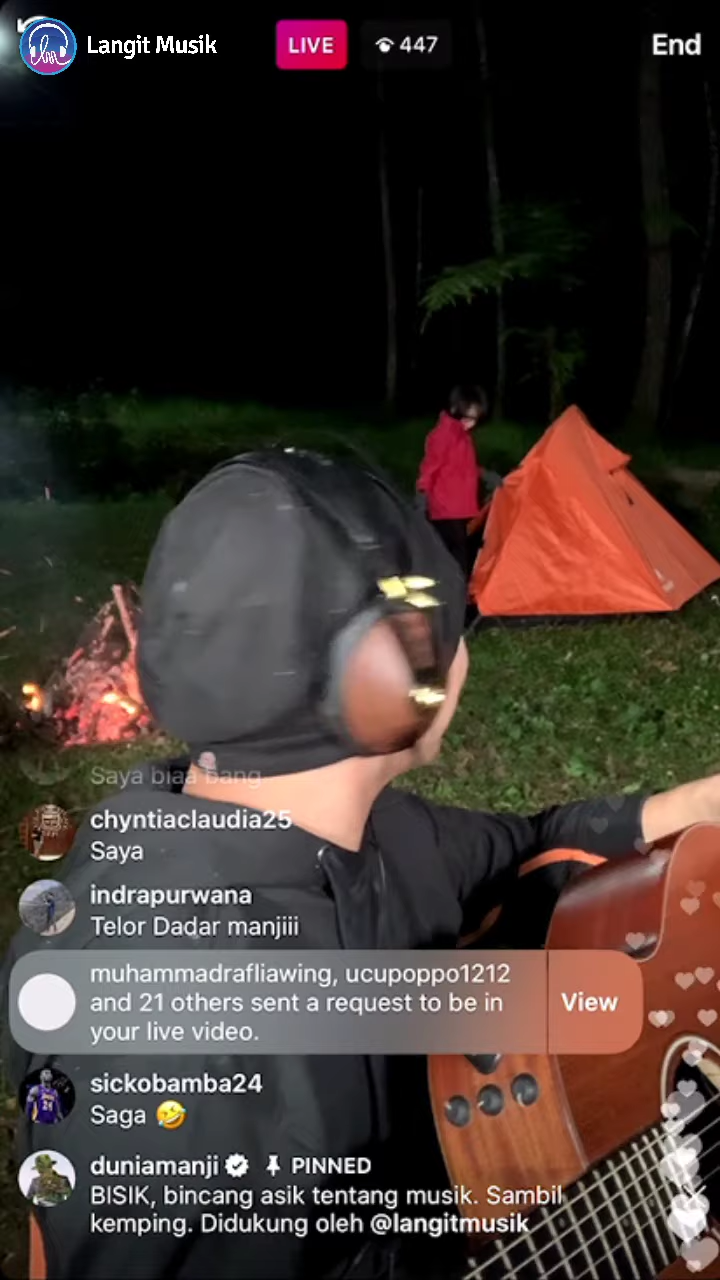 Langit Musik
LIVE
447
End
Saya biaa bang
chyntiaclaudia25
Saya
indrapurwana
Telor Dadar manjiii
muhammadrafliawing, ucupoppo1212
and 21 others sent a request to be in
your live video.
View
sickobamba24
Saga 🤣
duniamanji PINNED
BISIK, bincang asik tentang musik. Sambil
kemping. Didukung oleh @langitmusik